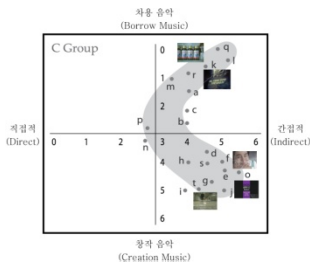 차용 음악
(Borrow Music)
C Group
0
q
k
l
r
1
m
a
2
c
p
b
직접적
(Direct)
간접적
(Indirect)
0 1 2 3 4 5 6
n
d
4 h s f
e o
g
5 i t j
6
창작 음악
(Creation Music)